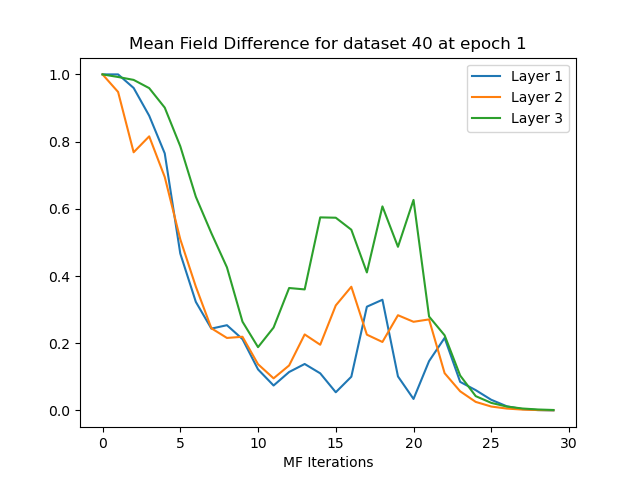 Mean Field Difference for dataset 40 at epoch 1
Layer 1
Layer 2
Layer 3
1.0
0.8
0.6
0.4
0.2
0.0
0 5 10 15 20 25 30
MF Iterations